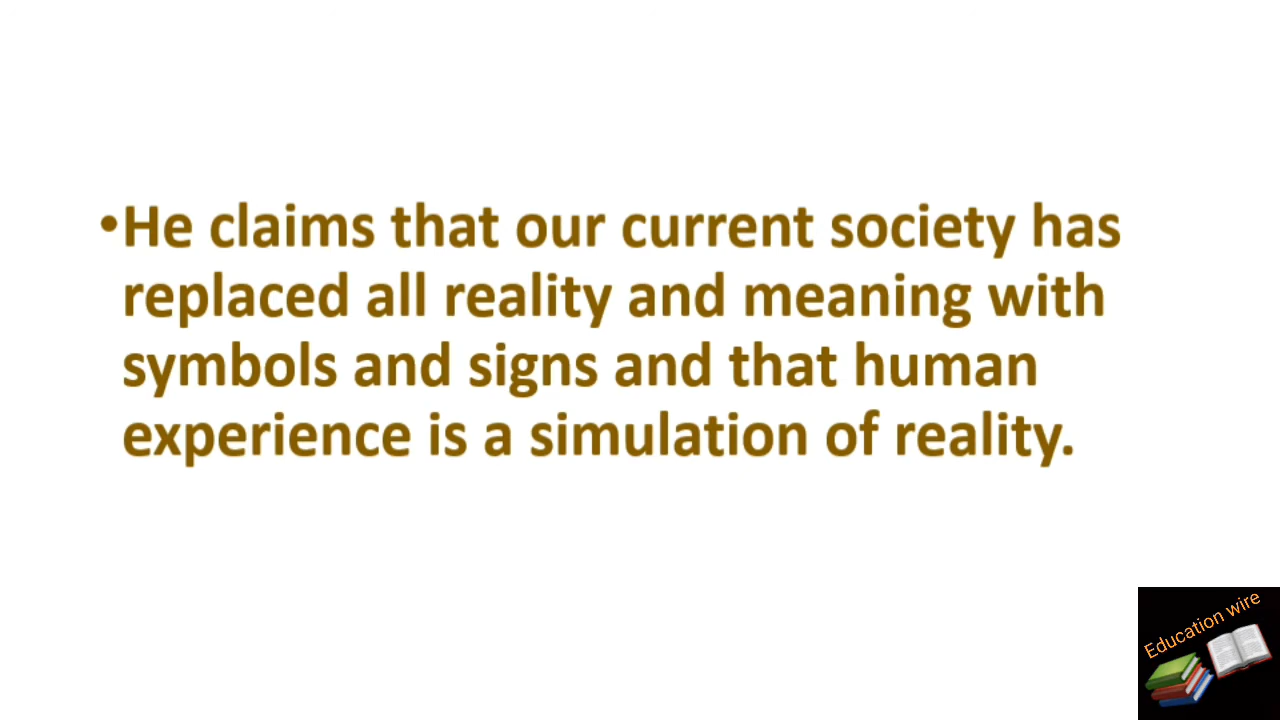 •He claims that our current society has
replaced all reality and meaning with
symbols and signs and that human
experience is a simulation of reality.
Education wire